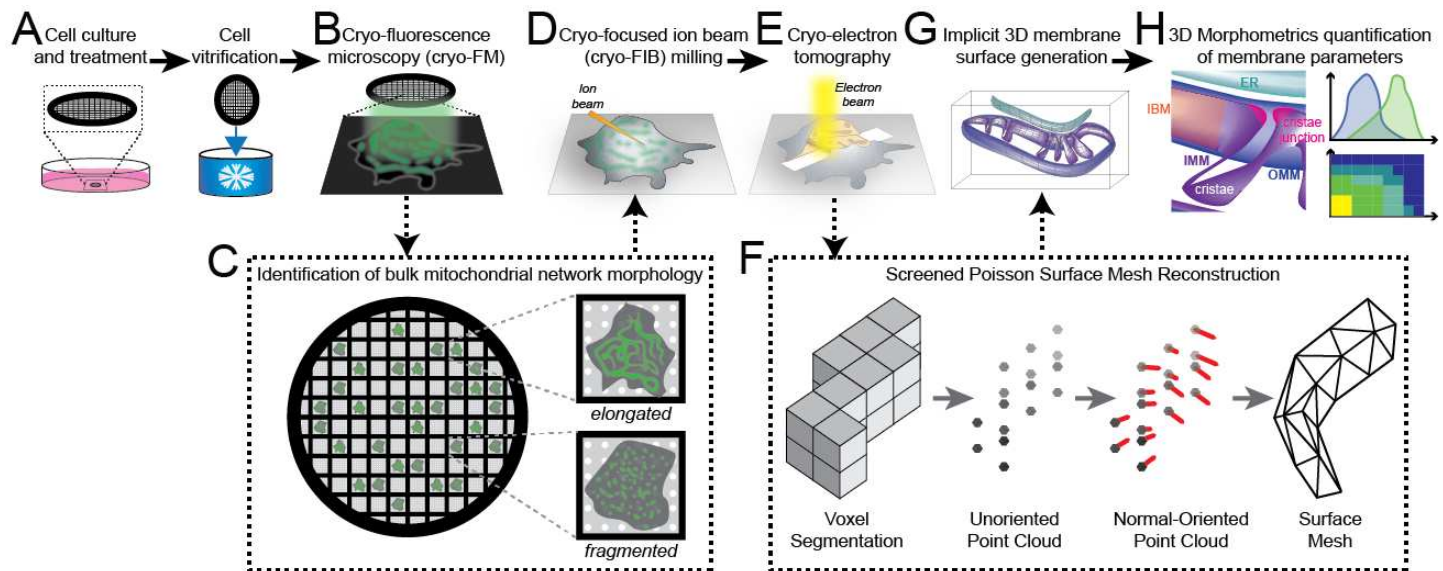 A
Cell culture
and treatment
Cell
vitrification
B
Cryo-fluorescence
microscopy (cryo-FM)
D
Cryo-focused ion beam
(cryo-FIB) milling
Ion
beam
E
Cryo-electron
tomography
Electron
beam
G
Implicit 3D membrane
surface generation
H
3D Morphometrics quantification
of membrane parameters
ER
IBM
cristae
junction
IMM
OMM
cristae
C
Identification of bulk mitochondrial network morphology
elongated
fragmented
F
Screened Poisson Surface Mesh Reconstruction
Voxel
Segmentation
Unoriented
Point Cloud
Normal-Oriented
Point Cloud
Surface
Mesh